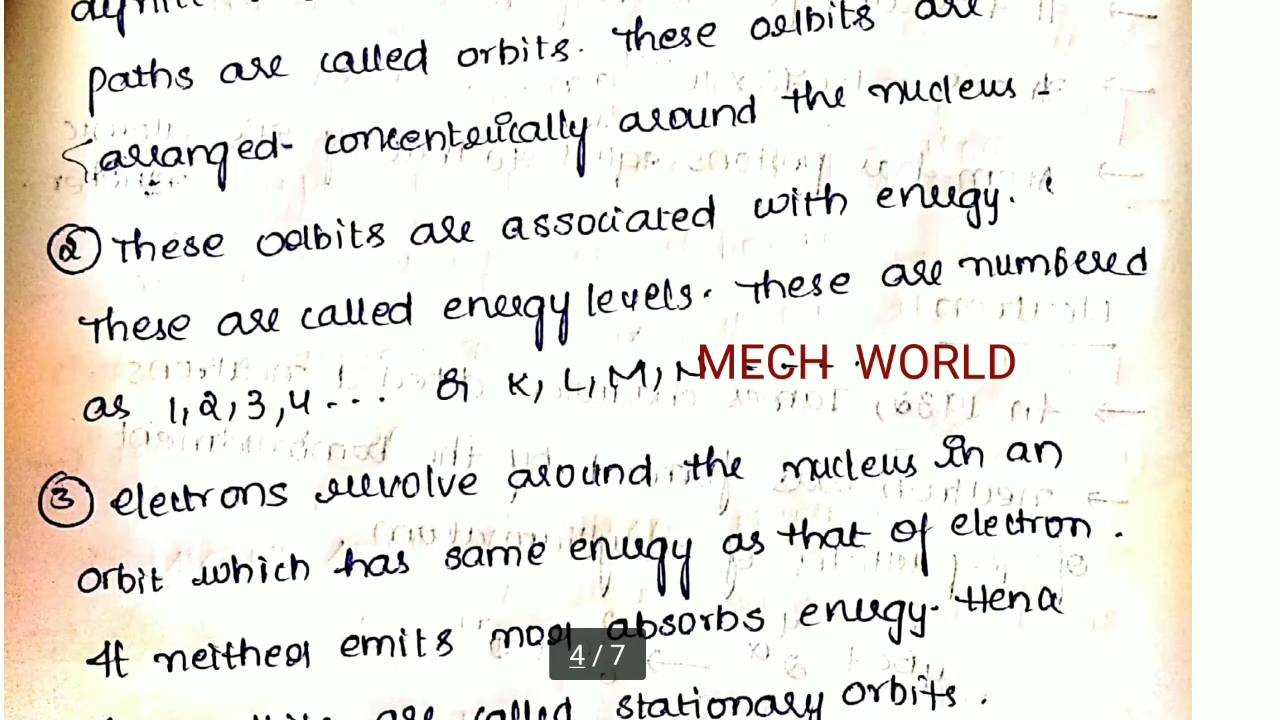 paths are called orbits. These orbits are
arranged concentrically around the nucleus.
② These orbits are associated with energy.
These are called energy levels. These are numbered
as 1, 2, 3, 4 ... or K, L, M, N
MECH WORLD
③ electrons revolve around the nucleus in an
orbit which has same energy as that of electron.
It neither emits nor absorbs energy. Hence
are called stationary orbits.
4 / 7